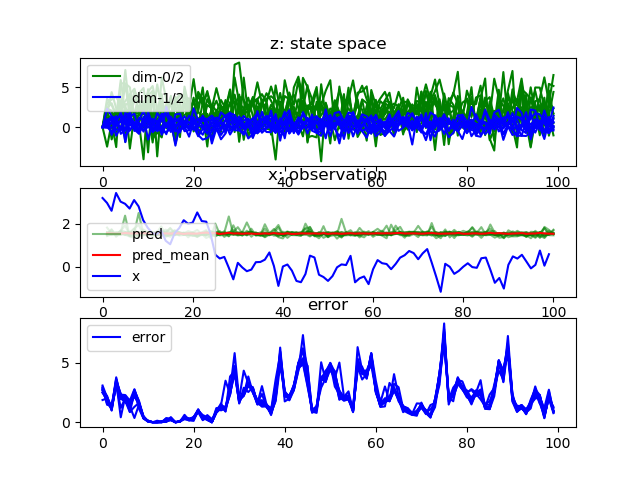 z: state space
dim-0/2
dim-1/2
5
0
0 20 40 60 80 100
x: observation
pred
pred_mean
x
2
0
0 20 40 60 80 100
error
error
5
0
0 20 40 60 80 100